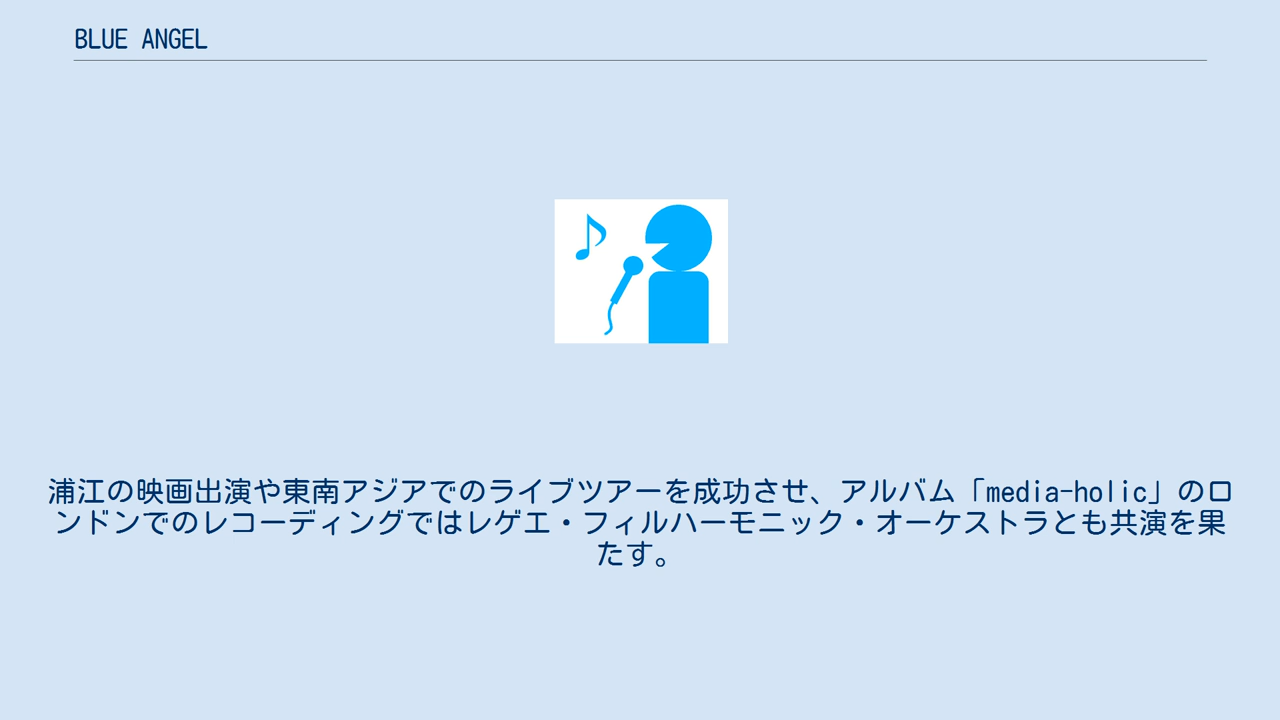 BLUE ANGEL
浦江の映画出演や東南アジアでのライブツアーを成功させ、アルバム「media-holic」のロ
ンドンでのレコーディングではレゲエ・フィルハーモニック・オーケストラとも共演を果
たす。